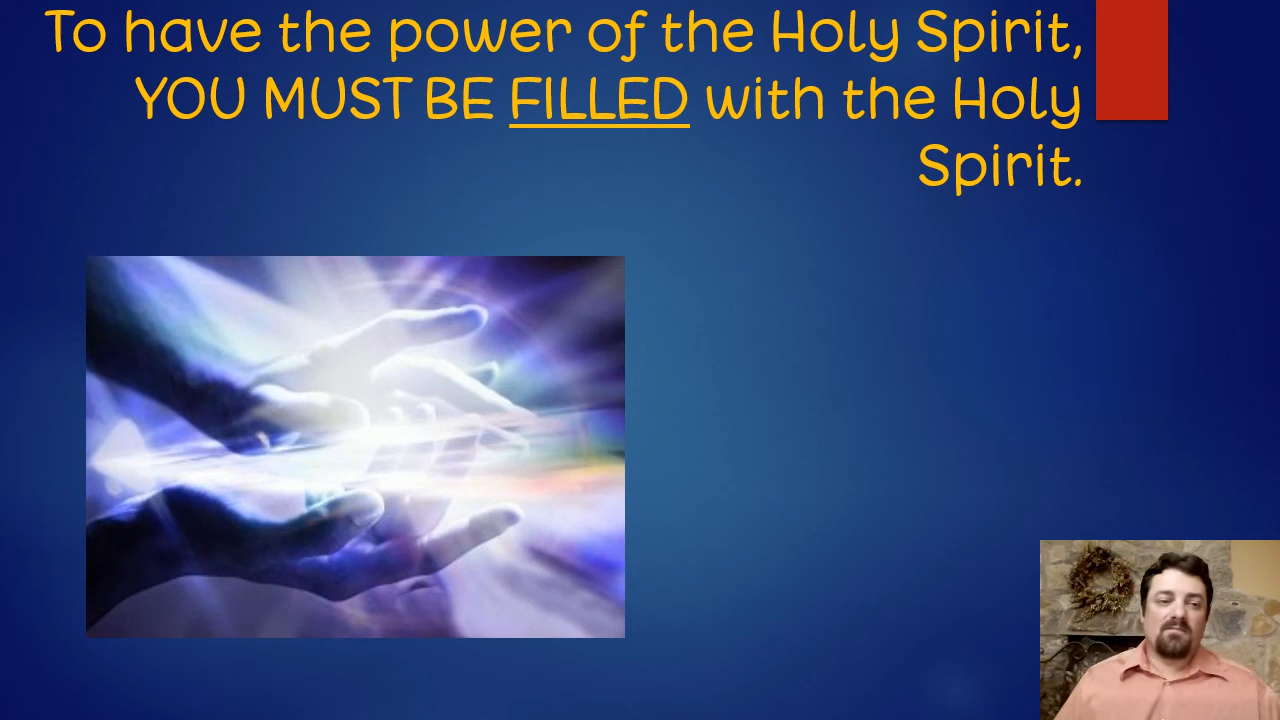 To have the power of the Holy Spirit,
YOU MUST BE FILLED with the Holy
Spirit.